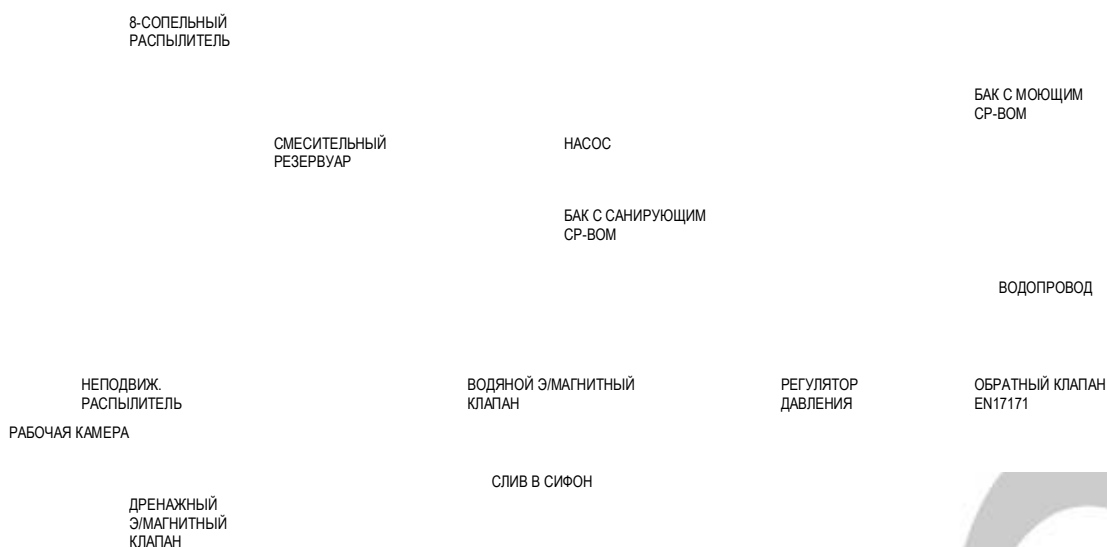 8-СОПЕЛЬНЫЙ
РАСПЫЛИТЕЛЬ
БАК С МОЮЩИМ
СР-ВОМ
СМЕСИТЕЛЬНЫЙ
РЕЗЕРВУАР
НАСОС
БАК С САНИРУЮЩИМ
СР-ВОМ
ВОДОПРОВОД
НЕПОДВИЖ.
РАСПЫЛИТЕЛЬ
ВОДЯНОЙ Э/МАГНИТНЫЙ
КЛАПАН
РЕГУЛЯТОР
ДАВЛЕНИЯ
ОБРАТНЫЙ КЛАПАН
EN17171
РАБОЧАЯ КАМЕРА
СЛИВ В СИФОН
ДРЕНАЖНЫЙ
Э/МАГНИТНЫЙ
КЛАПАН